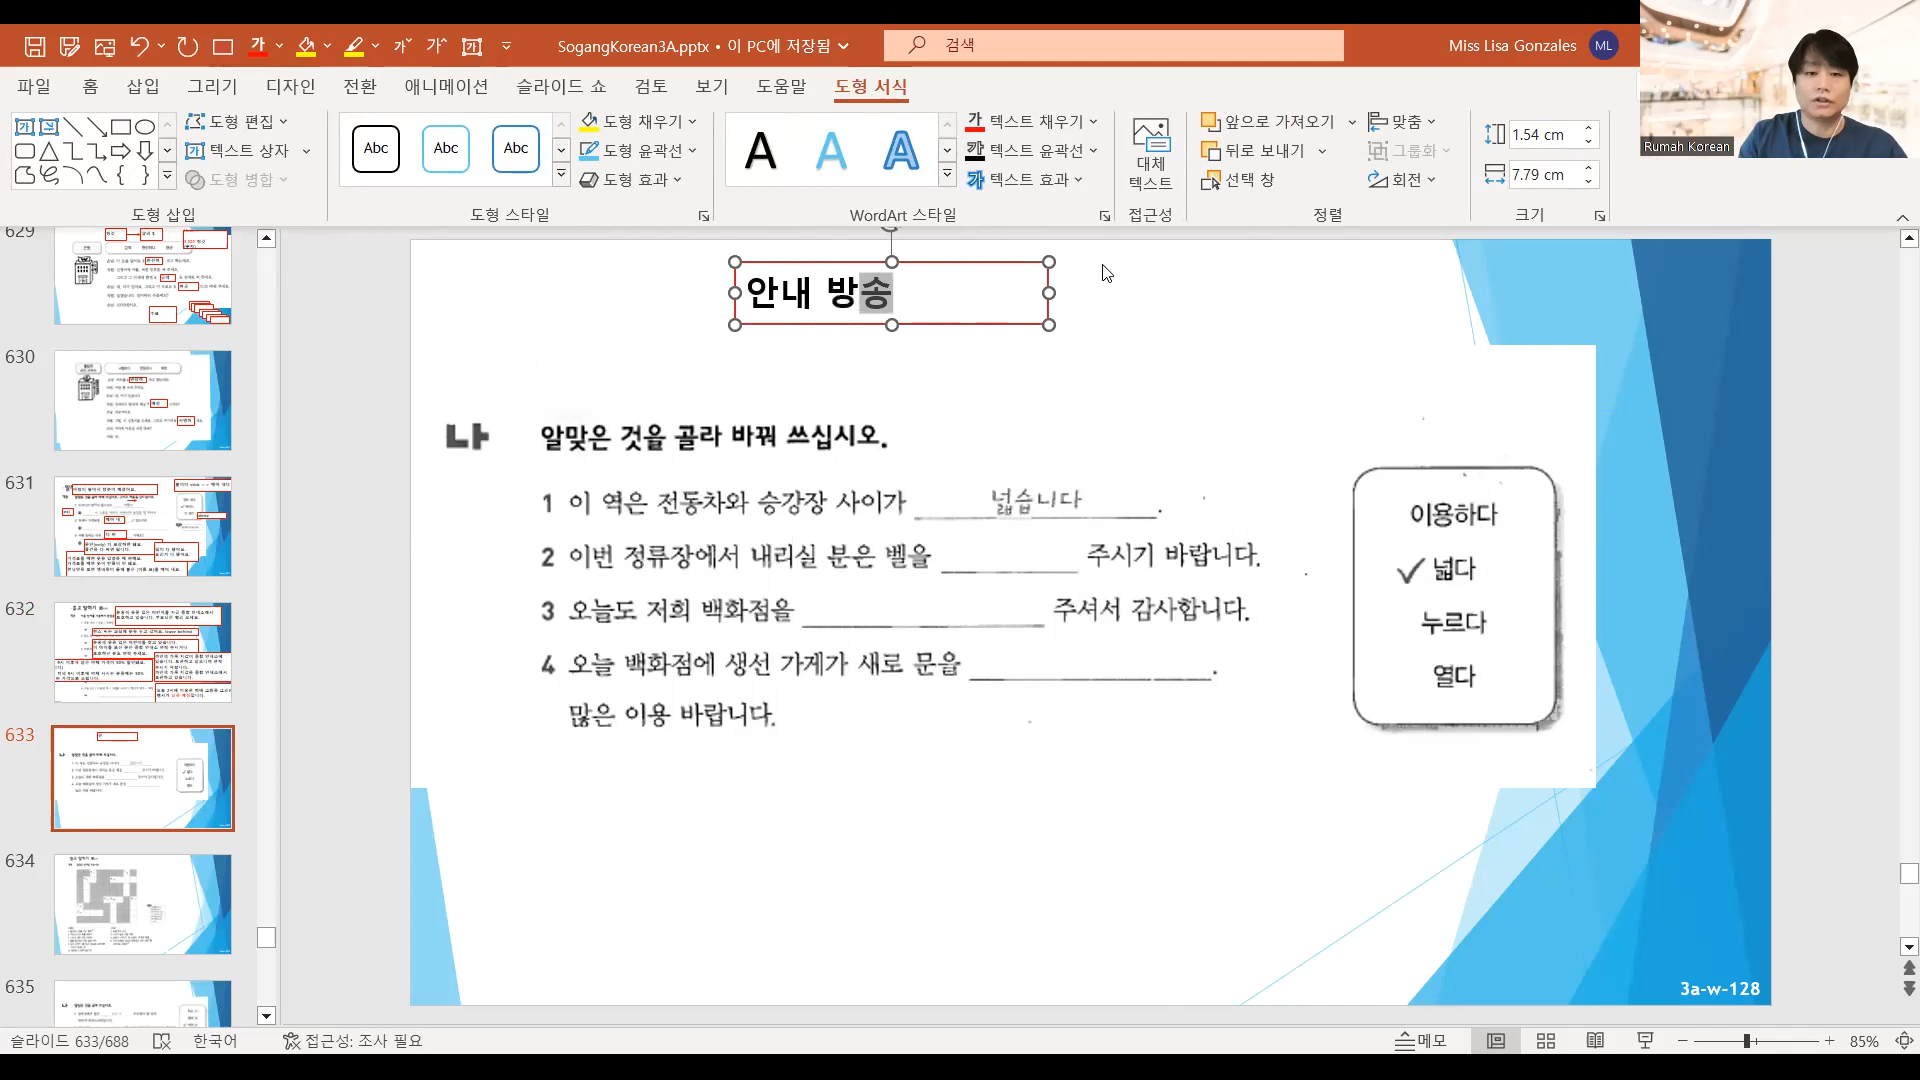 SogangKorean3A.pptx • 이 PC에 저장됨
검색
Miss Lisa Gonzales
ML
파일 홈 삽입 그리기 디자인 전환 애니메이션 슬라이드 쇼 검토 보기 도움말 도형 서식
도형 편집
텍스트 상자
도형 병합
도형 삽입
Abc Abc Abc
도형 채우기
도형 윤곽선
도형 효과
도형 스타일
A A A
텍스트 채우기
텍스트 윤곽선
텍스트 효과
WordArt 스타일
대체
텍스트
접근성
앞으로 가져오기
뒤로 보내기
선택 창
맞춤
그룹화
회전
정렬
1.54 cm
7.79 cm
크기
Rumah Korean
629
630
631
632
633
634
635
안내 방송
나 알맞은 것을 골라 바꿔 쓰십시오.
1 이 역은 전동차와 승강장 사이가 넓습니다.
2 이번 정류장에서 내리실 분은 벨을 ________ 주시기 바랍니다.
3 오늘도 저희 백화점을 ________ 주셔서 감사합니다.
4 오늘 백화점에 생선 가게가 새로 문을 ________.
많은 이용 바랍니다.
이용하다
✓ 넓다
누르다
열다
3a-w-128
슬라이드 633/688
한국어
접근성: 조사 필요
메모
85%